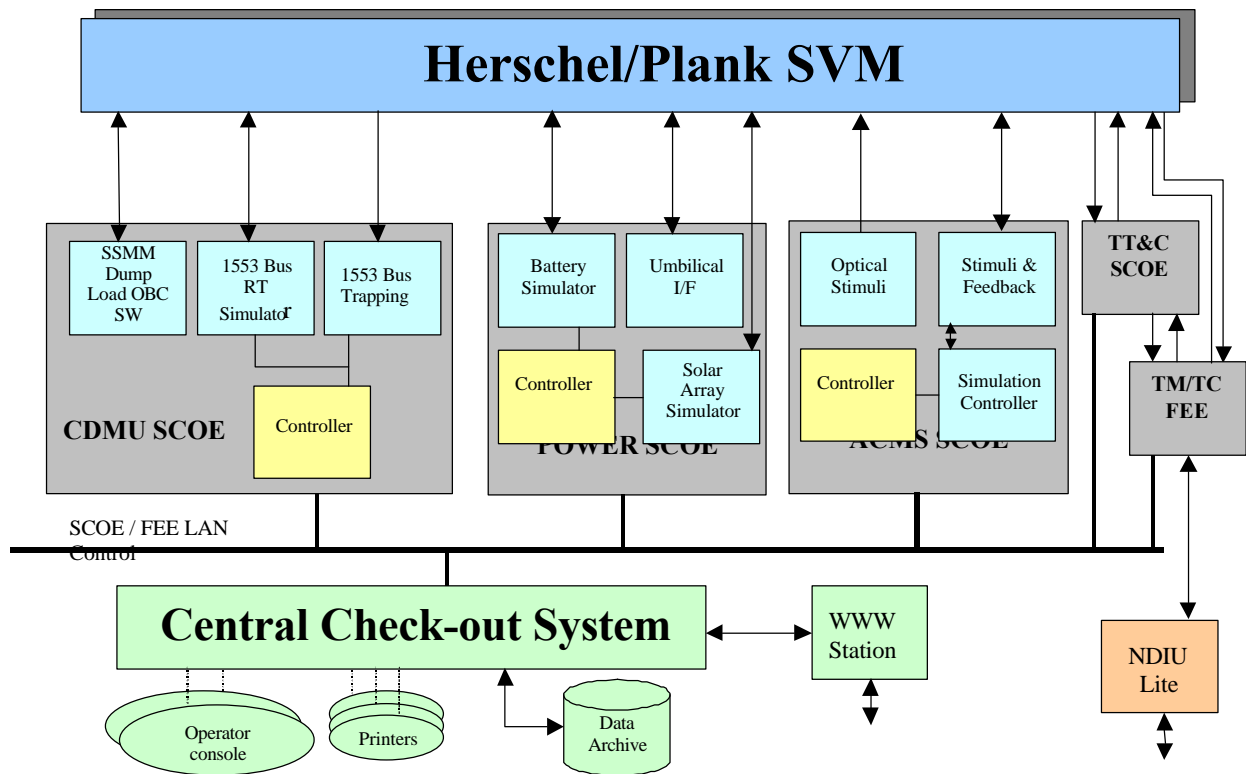 Herschel/Plank SVM
SSMM
Dump
Load OBC
SW
1553 Bus
RT
Simulator
1553 Bus
Trapping
Controller
CDMU SCOE
Battery
Simulator
Umbilical
I/F
Controller
Solar
Array
Simulator
POWER SCOE
Optical
Stimuli
Stimuli &
Feedback
Controller
Simulation
Controller
ACMS SCOE
TT&C
SCOE
TM/TC
FEE
SCOE / FEE LAN
Control
Central Check-out System
WWW
Station
NDIU
Lite
Operator
console
Printers
Data
Archive